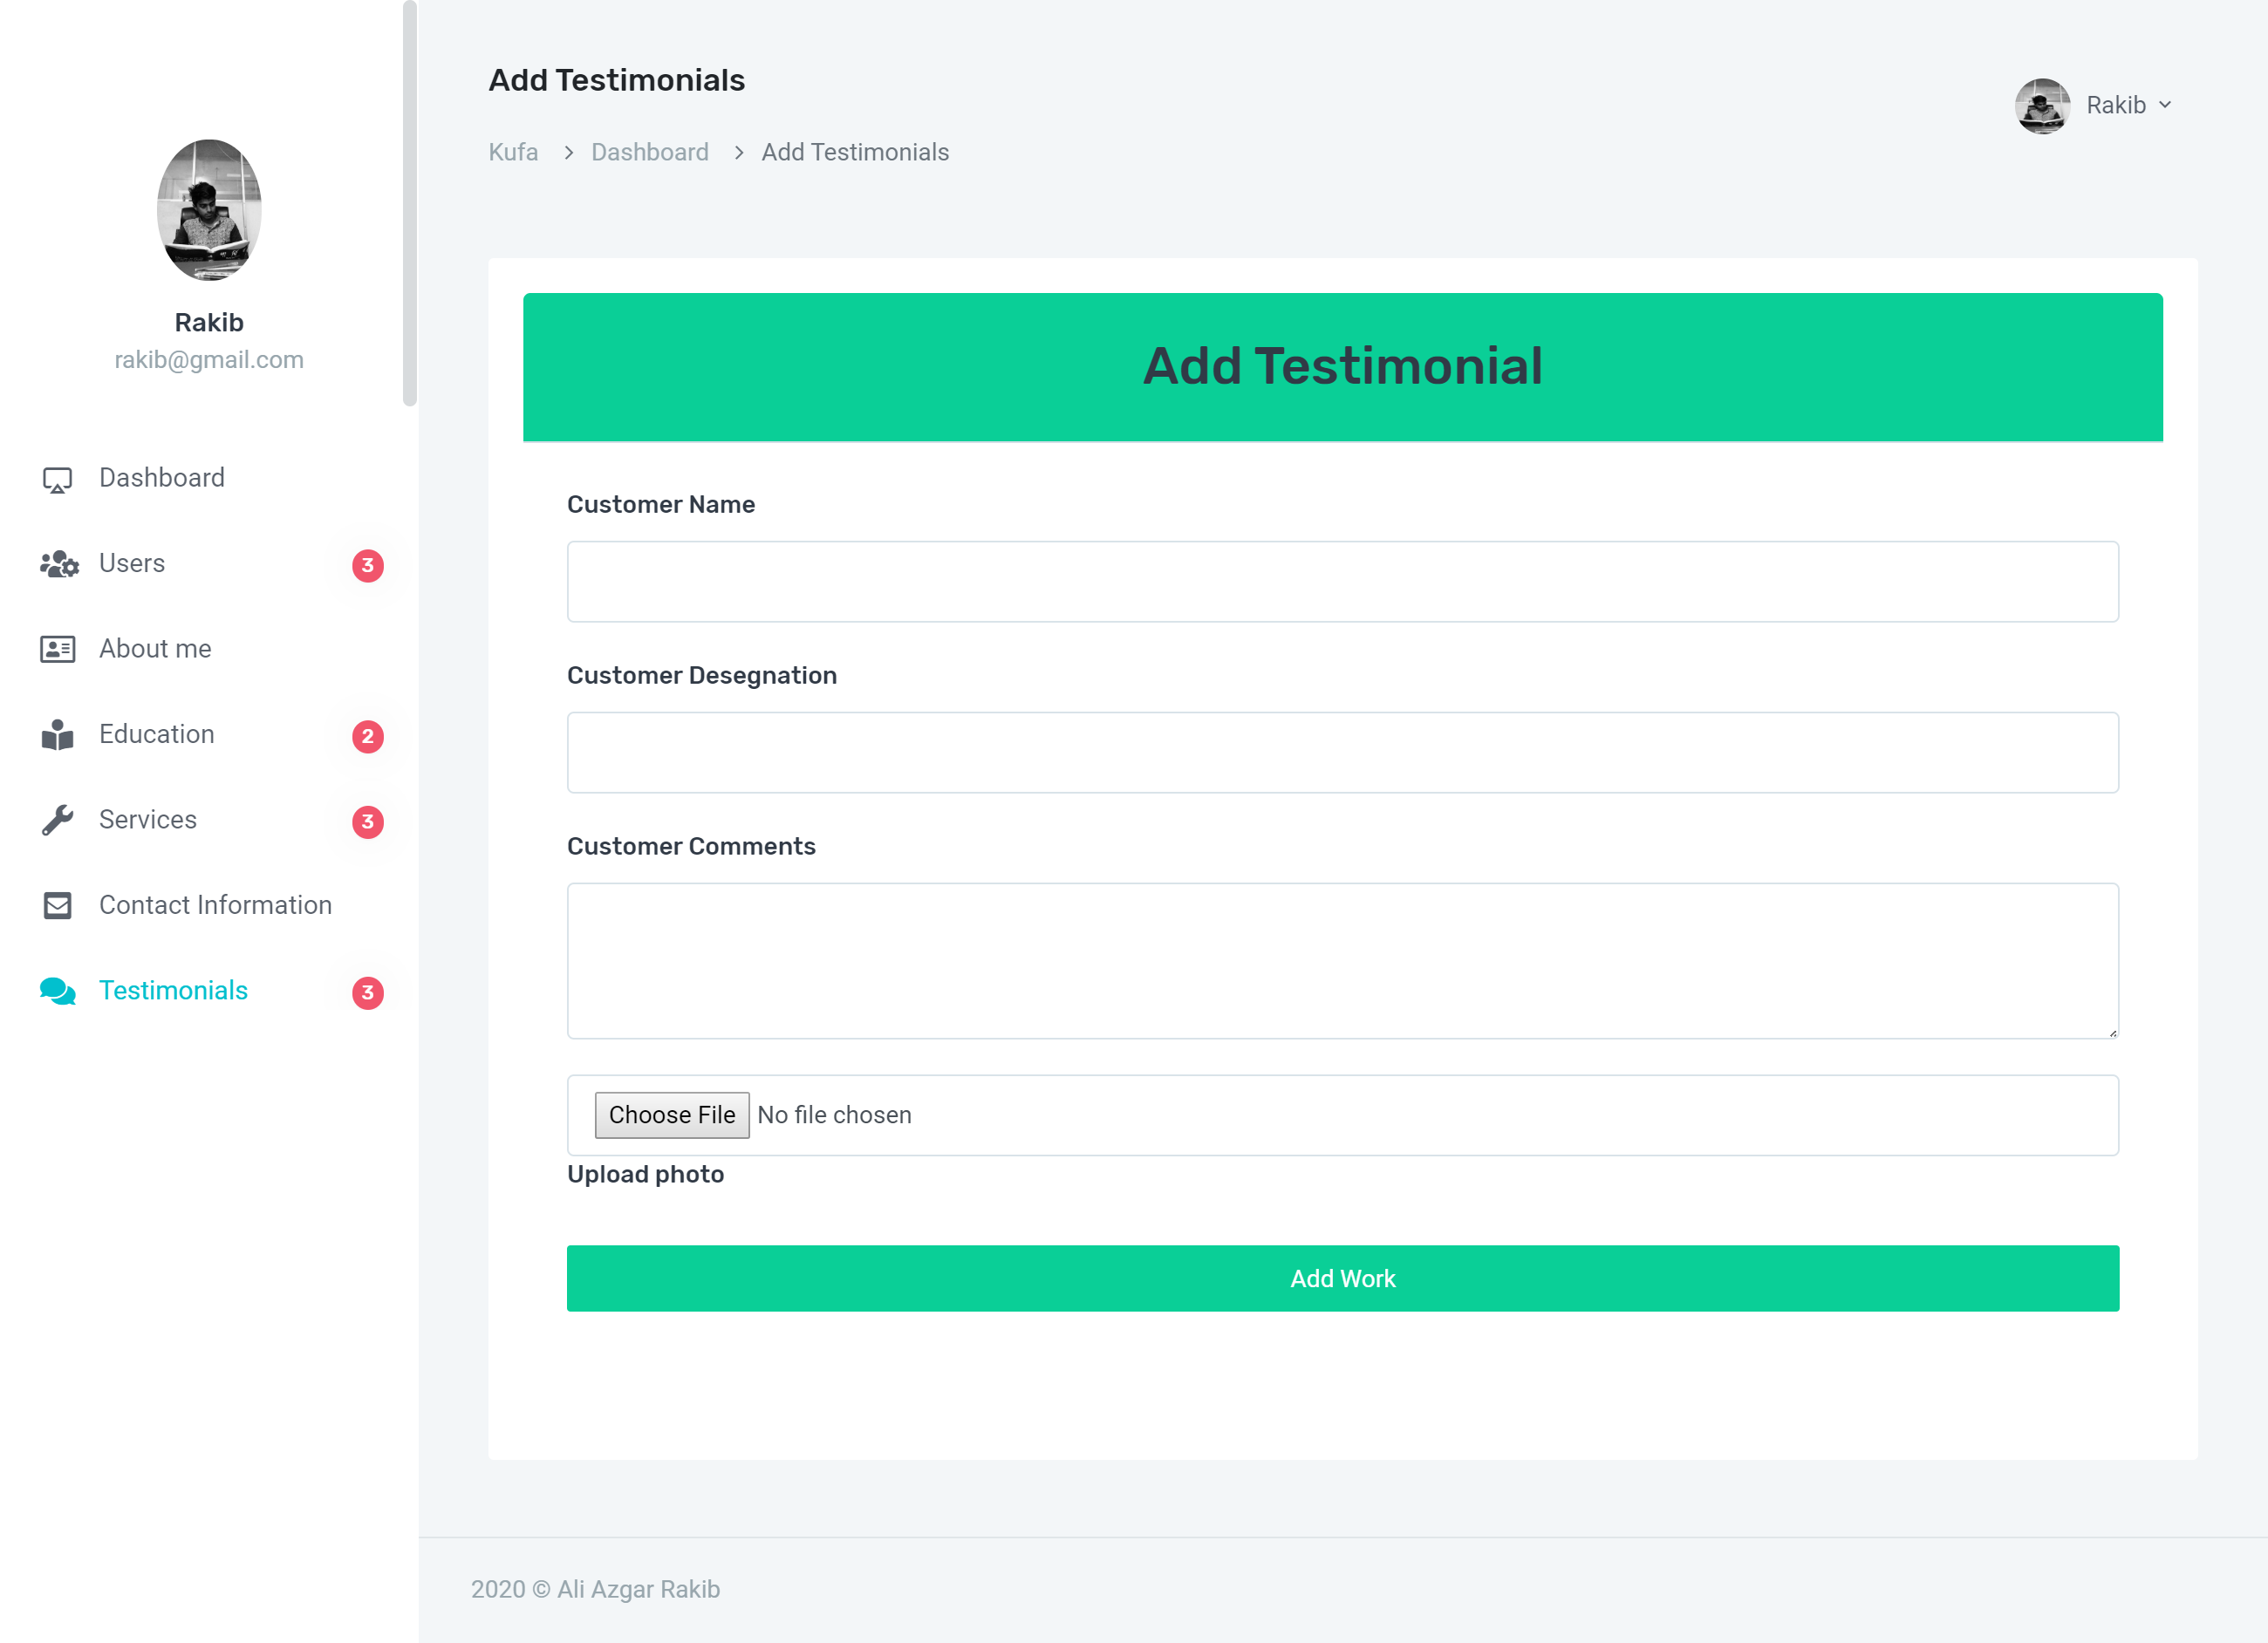 Rakib
rakib@gmail.com
Dashboard
Users 3
About me
Education 2
Services 3
Contact Information
Testimonials 3
Add Testimonials
Kufa > Dashboard > Add Testimonials
Rakib
Add Testimonial
Customer Name
Customer Desegnation
Customer Comments
Choose File No file chosen
Upload photo
Add Work
2020 © Ali Azgar Rakib